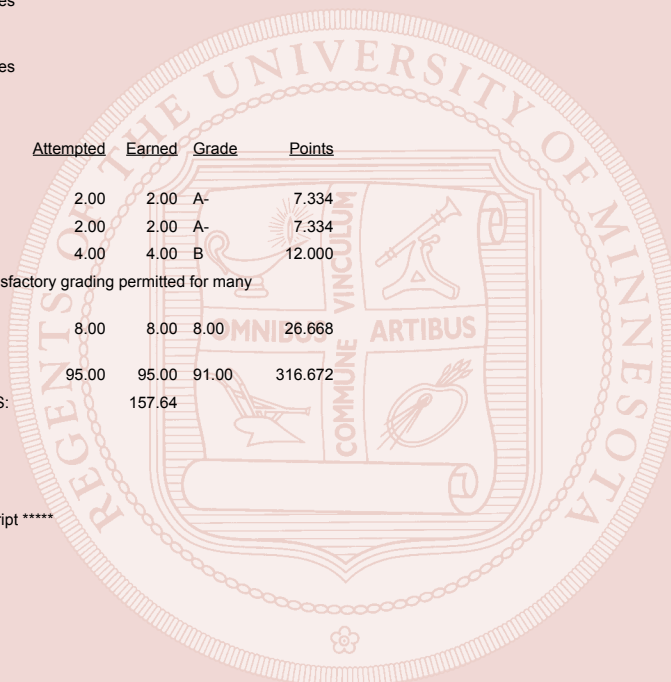 es
es
Attempted Earned Grade Points
2.00 2.00 A- 7.334
2.00 2.00 A- 7.334
4.00 4.00 B 12.000
sfactory grading permitted for many
8.00 8.00 8.00 26.668
95.00 95.00 91.00 316.672
S: 157.64
ript *****
REGENTS OF THE UNIVERSITY OF MINNESOTA
OMNIBUS ARTIBUS
COMMUNE VINCULUM